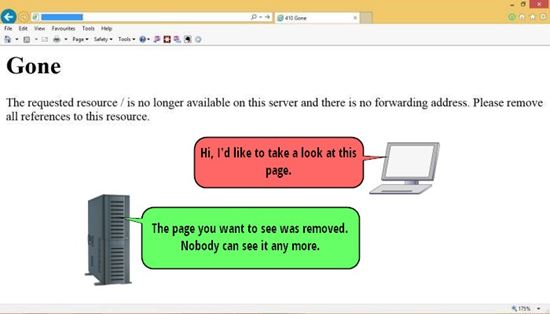 410 Gone
File Edit View Favourites Tools Help
Page Safety Tools
Gone
The requested resource / is no longer available on this server and there is no forwarding address. Please remove
all references to this resource.
Hi, I'd like to take a look at this
page.
The page you want to see was removed.
Nobody can see it any more.
175%